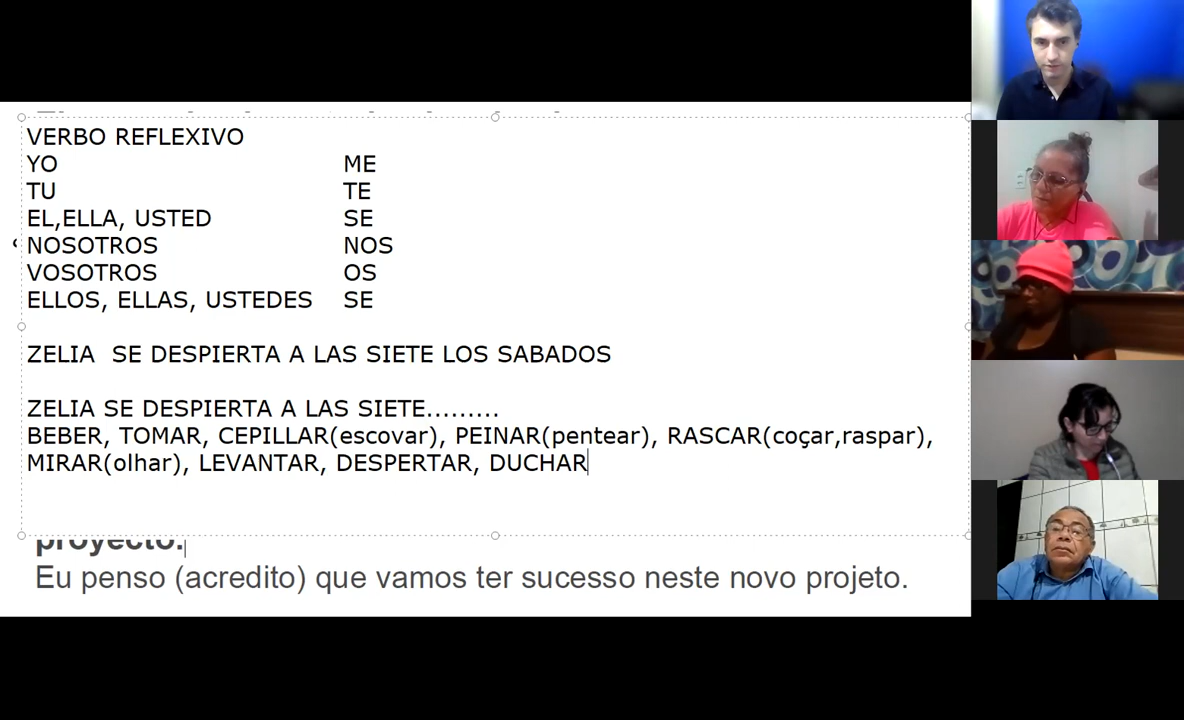 VERBO REFLEXIVO
YO ME
TU TE
EL,ELLA, USTED SE
NOSOTROS NOS
VOSOTROS OS
ELLOS, ELLAS, USTEDES SE
ZELIA SE DESPIERTA A LAS SIETE LOS SABADOS
ZELIA SE DESPIERTA A LAS SIETE.........
BEBER, TOMAR, CEPILLAR(escovar), PEINAR(pentear), RASCAR(coçar,raspar),
MIRAR(olhar), LEVANTAR, DESPERTAR, DUCHAR
proyecto.
Eu penso (acredito) que vamos ter sucesso neste novo projeto.